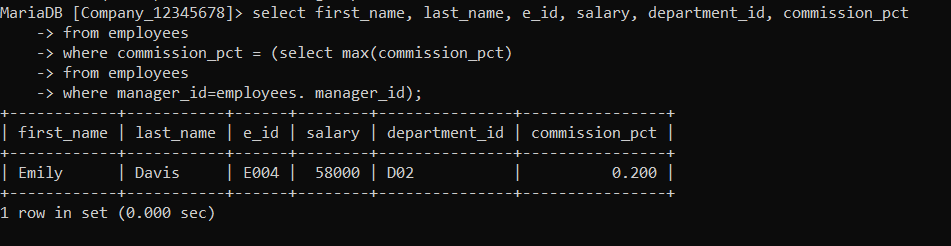 MariaDB [Company_12345678]> select first_name, last_name, e_id, salary, department_id, commission_pct
    -> from employees
    -> where commission_pct = (select max(commission_pct)
    -> from employees
    -> where manager_id=employees. manager_id);
+------------+-----------+------+--------+---------------+----------------+
| first_name | last_name | e_id | salary | department_id | commission_pct |
+------------+-----------+------+--------+---------------+----------------+
| Emily      | Davis     | E004 |  58000 | D02           |          0.200 |
+------------+-----------+------+--------+---------------+----------------+
1 row in set (0.000 sec)